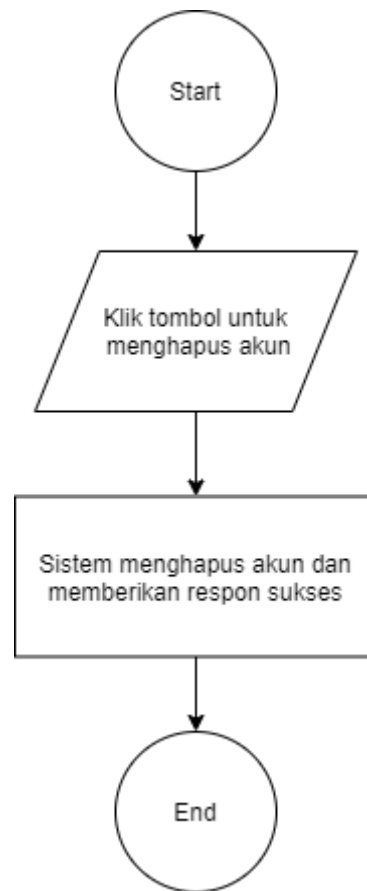 Start
Klik tombol untuk
menghapus akun
Sistem menghapus akun dan
memberikan respon sukses
End